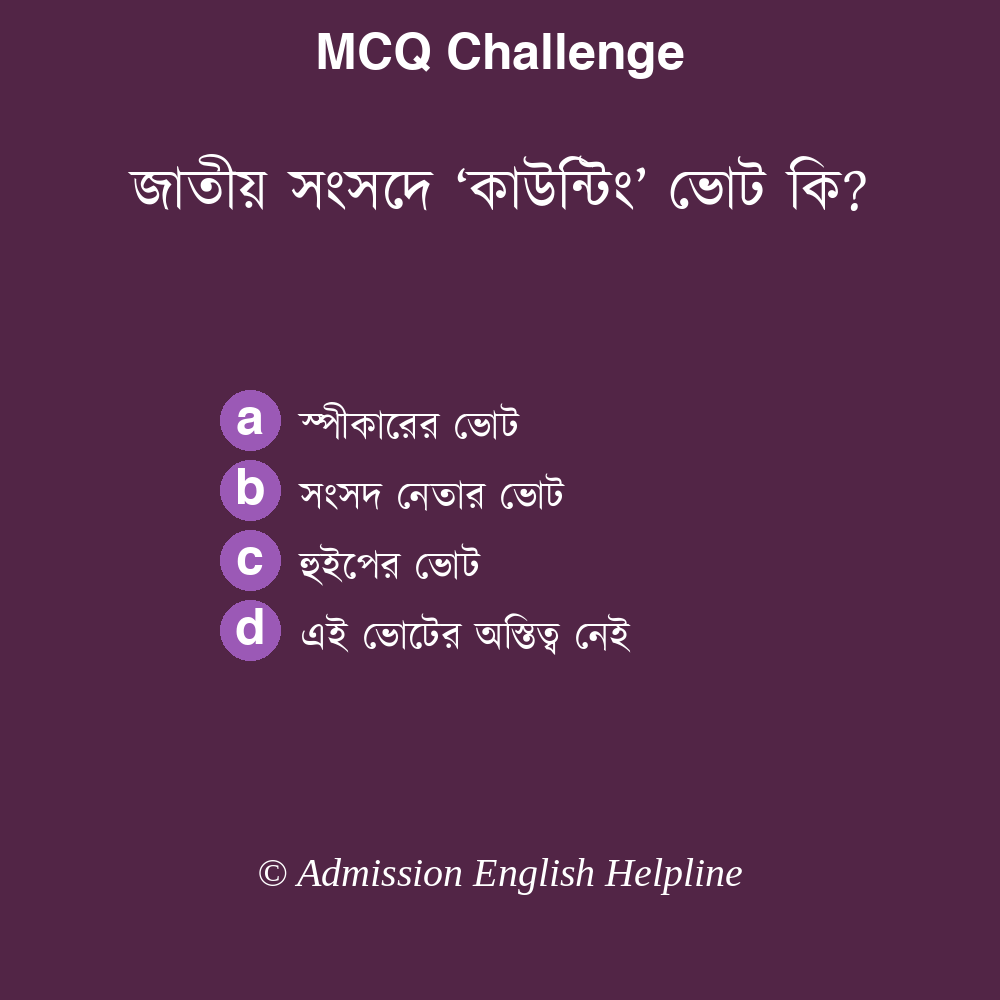 MCQ Challenge
জাতীয় সংসদে ‘কাউন্টিং’ ভোট কি?
a স্পীকারের ভোট
b সংসদ নেতার ভোট
c হুইপের ভোট
d এই ভোটের অস্তিত্ব নেই
© Admission English Helpline